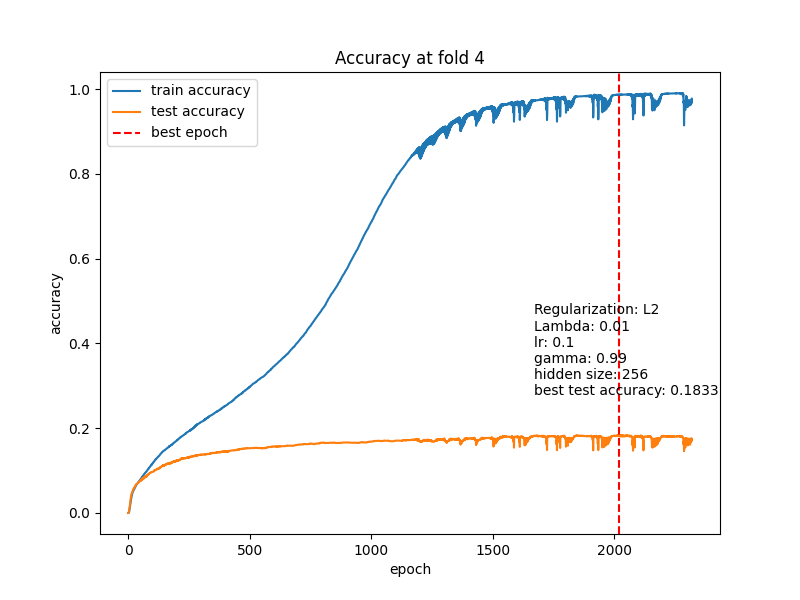 Accuracy at fold 4
train accuracy
test accuracy
best epoch
1.0
0.8
0.6
0.4
0.2
0.0
accuracy
Regularization: L2
Lambda: 0.01
lr: 0.1
gamma: 0.99
hidden size: 256
best test accuracy: 0.1833
0 500 1000 1500 2000
epoch